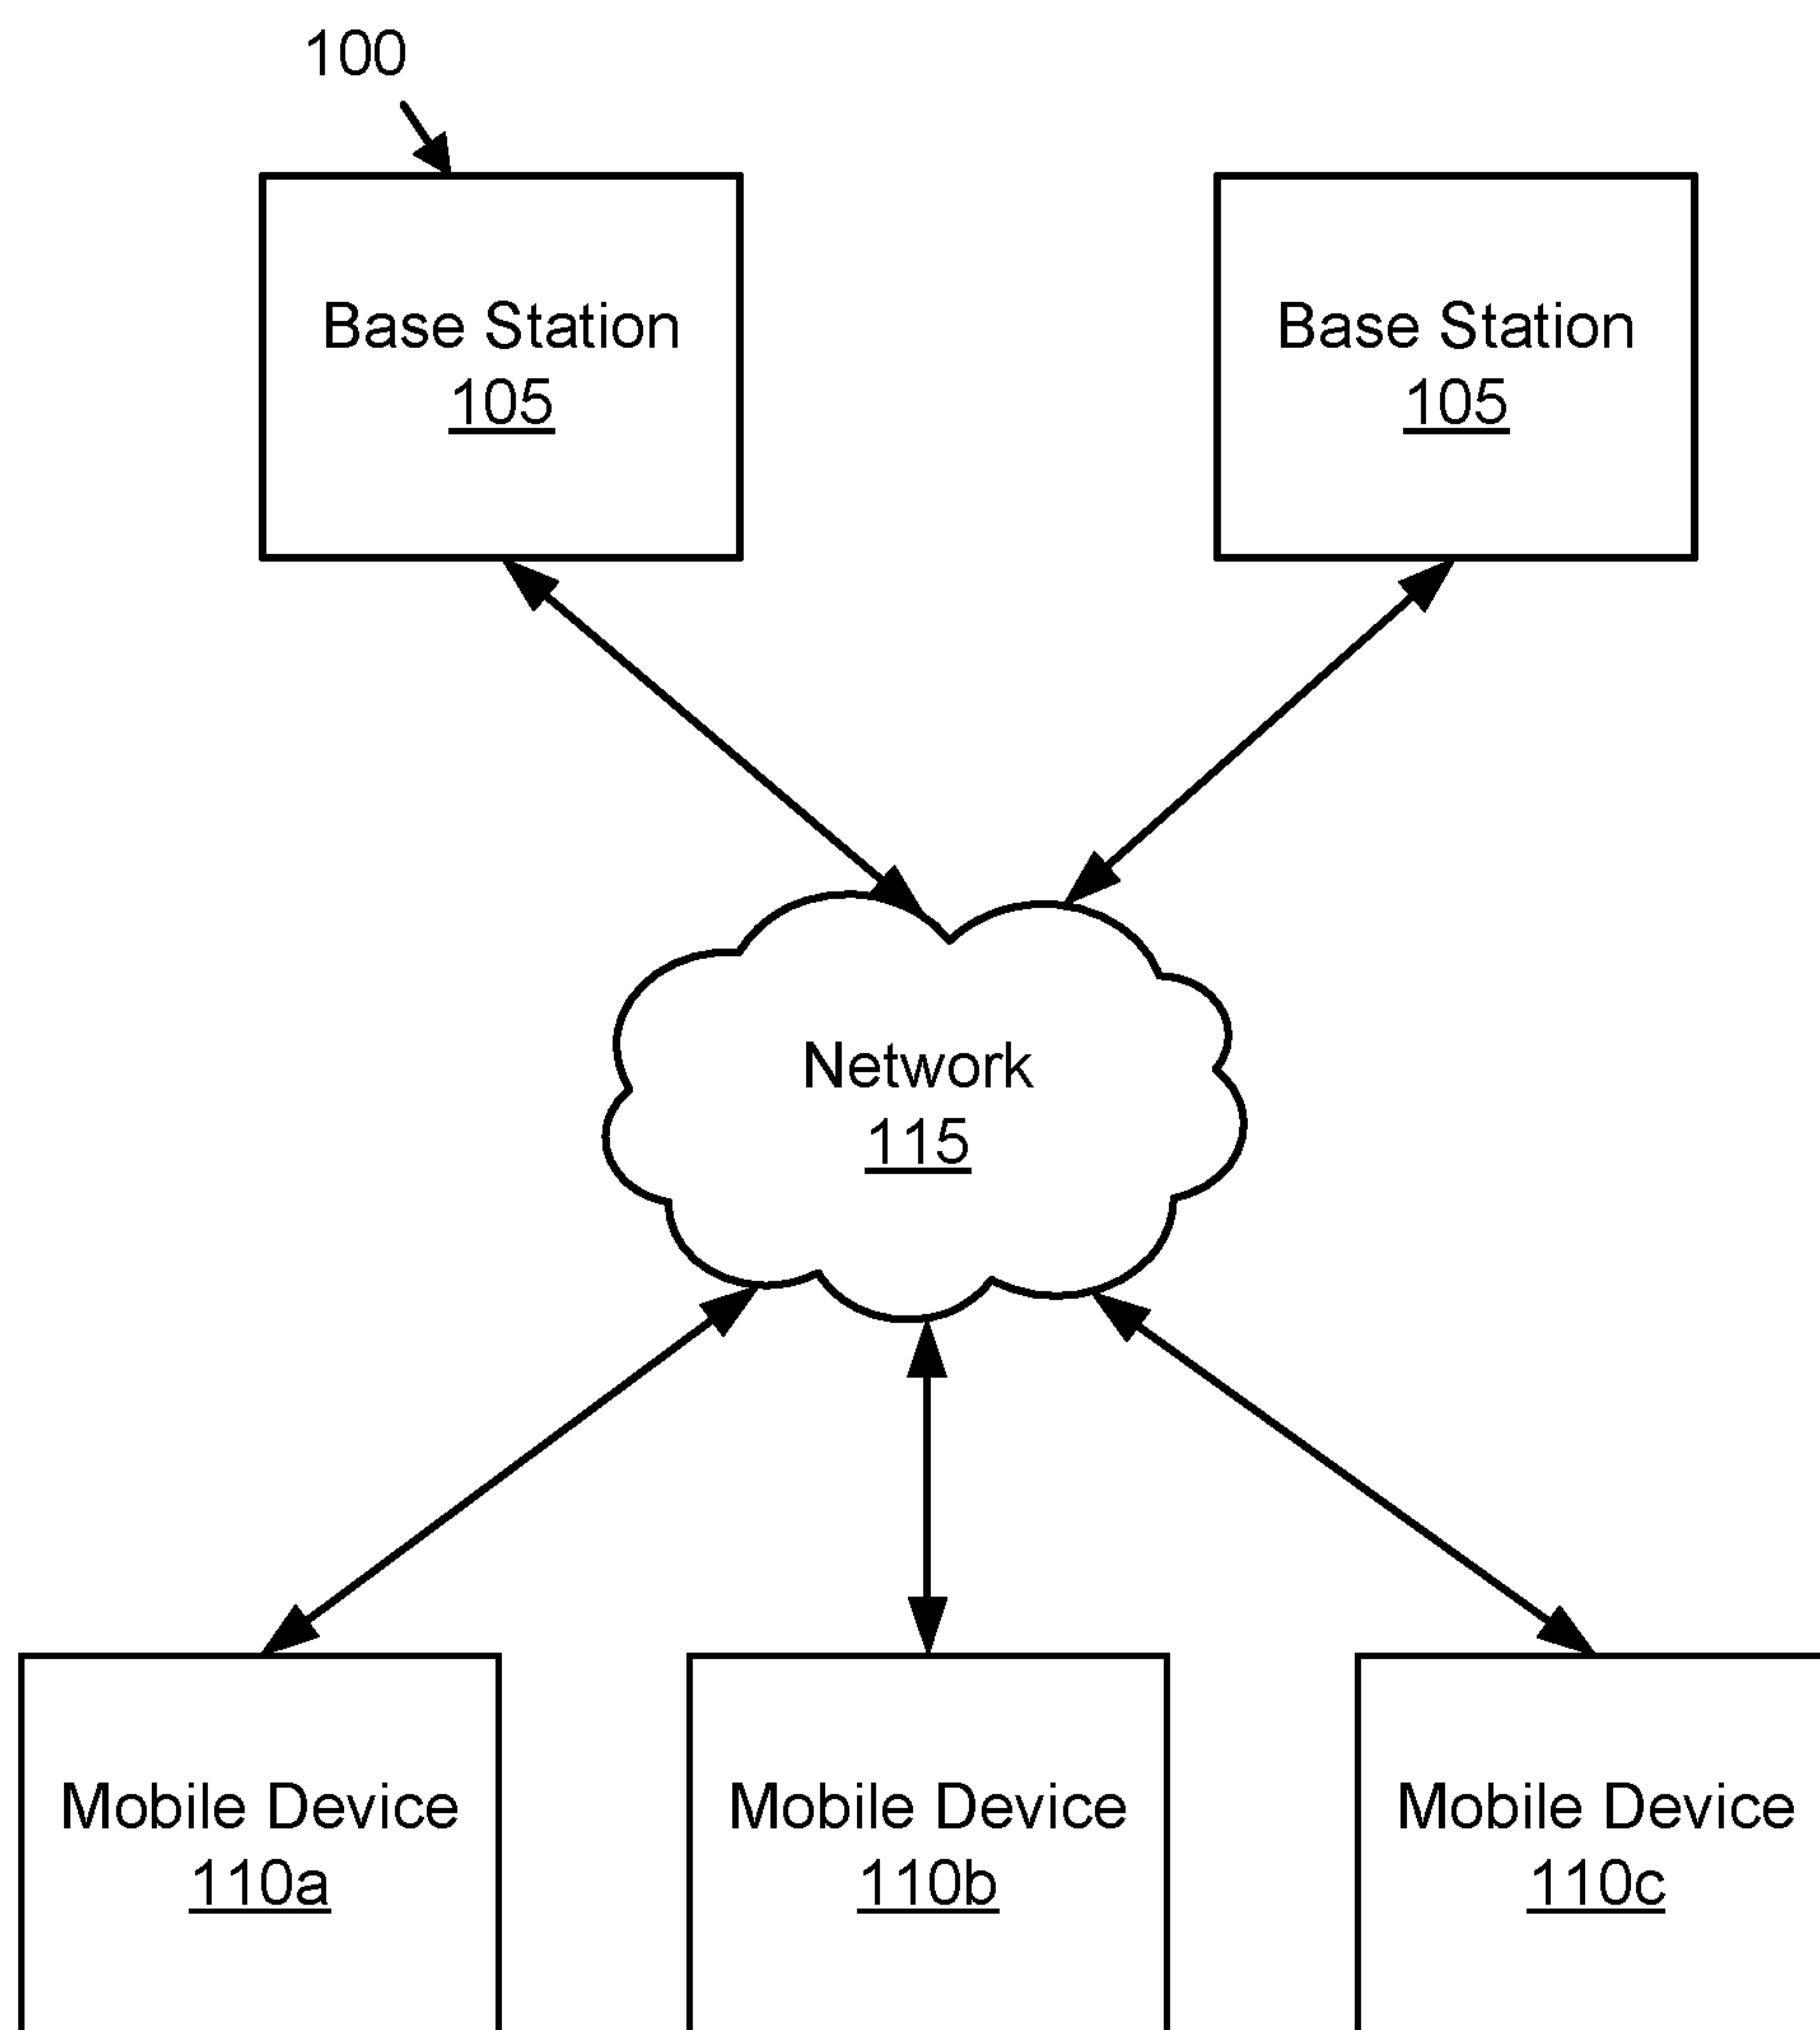 100
Base Station
105
Base Station
105
Network
115
Mobile Device
110a
Mobile Device
110b
Mobile Device
110c